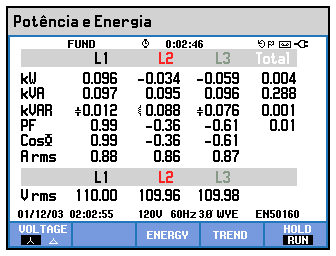 Potência e Energia
FUND 0:02:46
L1 L2 L3 Total
kW 0.096 -0.034 -0.059 0.004
kVA 0.097 0.095 0.096 0.288
kVAR 0.012 0.088 0.076 0.001
PF 0.99 -0.36 -0.61 0.01
CosΦ 0.99 -0.36 -0.61
A rms 0.88 0.86 0.87
L1 L2 L3
V rms 110.00 109.96 109.98
01/12/03 02:02:55 120V 60Hz 3Ø WYE EN50160
VOLTAGE ENERGY TREND HOLD
RUN